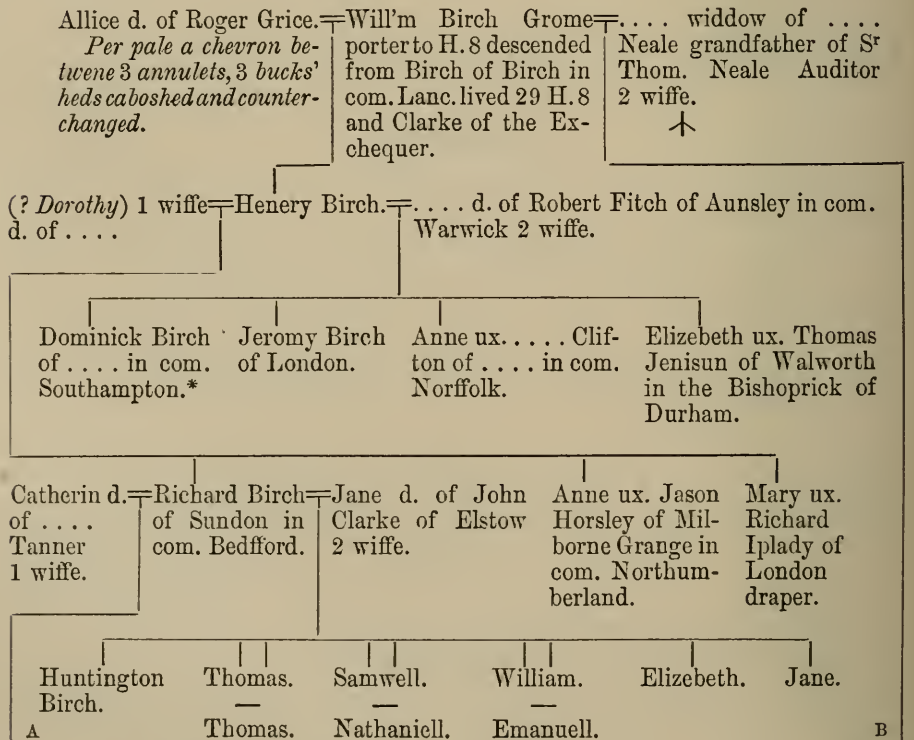 Allice d. of Roger Grice.
Per pale a chevron be-
twene 3 annulets, 3 bucks'
heds caboshed and counter-
changed.
Will'm Birch Grome
porter to H. 8 descended
from Birch of Birch in
com. Lanc. lived 29 H. 8
and Clarke of the Ex-
chequer.
. . . . widdow of . . . .
Neale grandfather of Sr
Thom. Neale Auditor
2 wiffe.
(? Dorothy) 1 wiffe
d. of . . . .
Henery Birch.
. . . . d. of Robert Fitch of Aunsley in com.
Warwick 2 wiffe.
Dominick Birch
of . . . . in com.
Southampton.*
Jeromy Birch
of London.
Anne ux. . . . . Clif-
ton of . . . . in com.
Norffolk.
Elizebeth ux. Thomas
Jenisun of Walworth
in the Bishoprick of
Durham.
Catherin d.
of . . . .
Tanner
1 wiffe.
Richard Birch
of Sundon in
com. Bedfford.
Jane d. of John
Clarke of Elstow
2 wiffe.
Anne ux. Jason
Horsley of Mil-
borne Grange in
com. Northum-
berland.
Mary ux.
Richard
Iplady of
London
draper.
Huntington
Birch.
Thomas.
—
Thomas.
Samwell.
—
Nathaniell.
William.
—
Emanuell.
Elizebeth.
Jane.
A
B